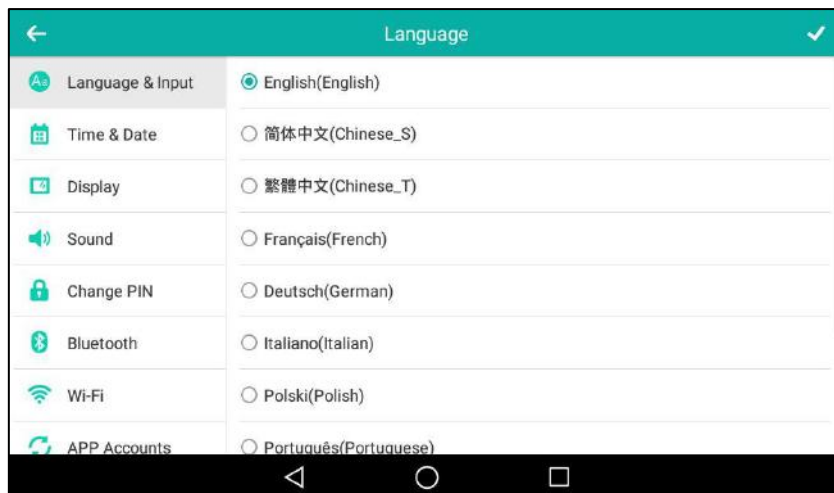 Language
Language & Input
English(English)
Time & Date
简体中文(Chinese_S)
Display
繁體中文(Chinese_T)
Sound
Français(French)
Change PIN
Deutsch(German)
Bluetooth
Italiano(Italian)
Wi-Fi
Polski(Polish)
APP Accounts
Português(Portuguese)